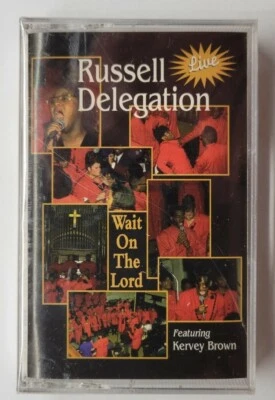 Russell
Live
Delegation
Wait
On
The
Lord
Featuring
Kervey Brown